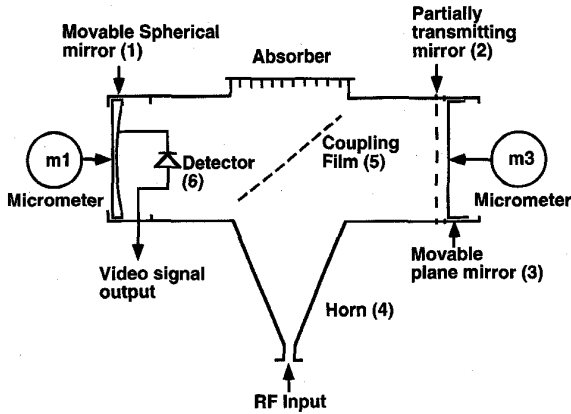 Movable Spherical
mirror (1)
Absorber
Partially
transmitting
mirror (2)
m1
Micrometer
Detector
(6)
Coupling
Film (5)
m3
Micrometer
Video signal
output
Movable
plane mirror (3)
Horn (4)
RF Input